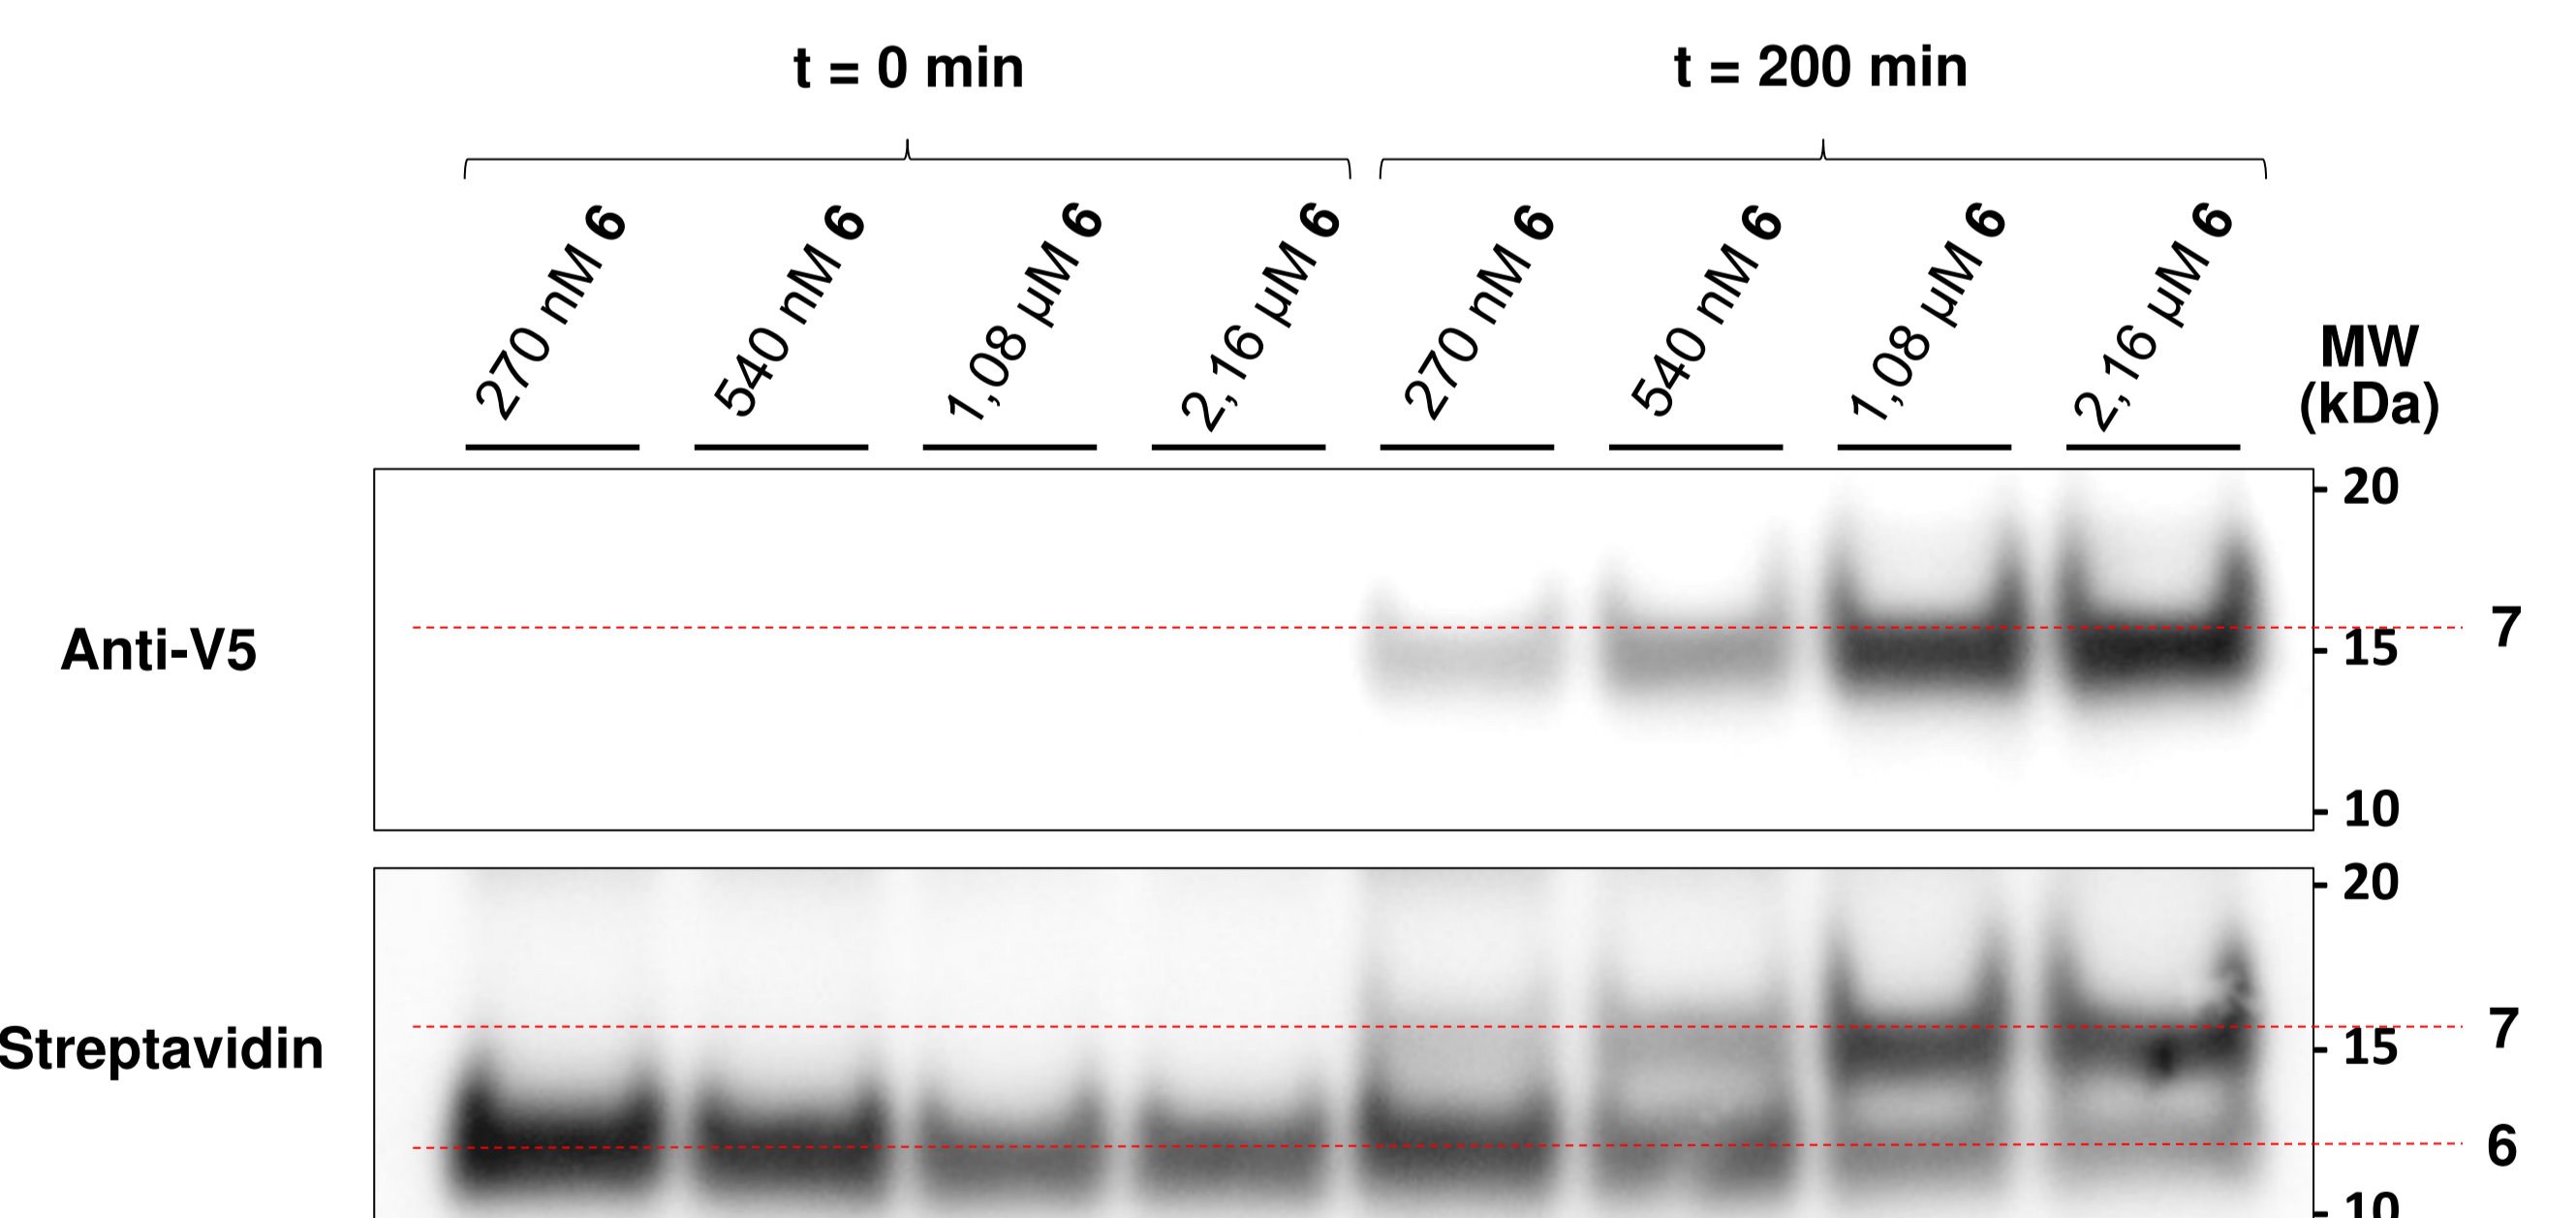 t = 0 min
t = 200 min
270 nM 6
540 nM 6
1,08 µM 6
2,16 µM 6
270 nM 6
540 nM 6
1,08 µM 6
2,16 µM 6
MW
(kDa)
20
Anti-V5
7
15
10
20
Streptavidin
7
15
6
10